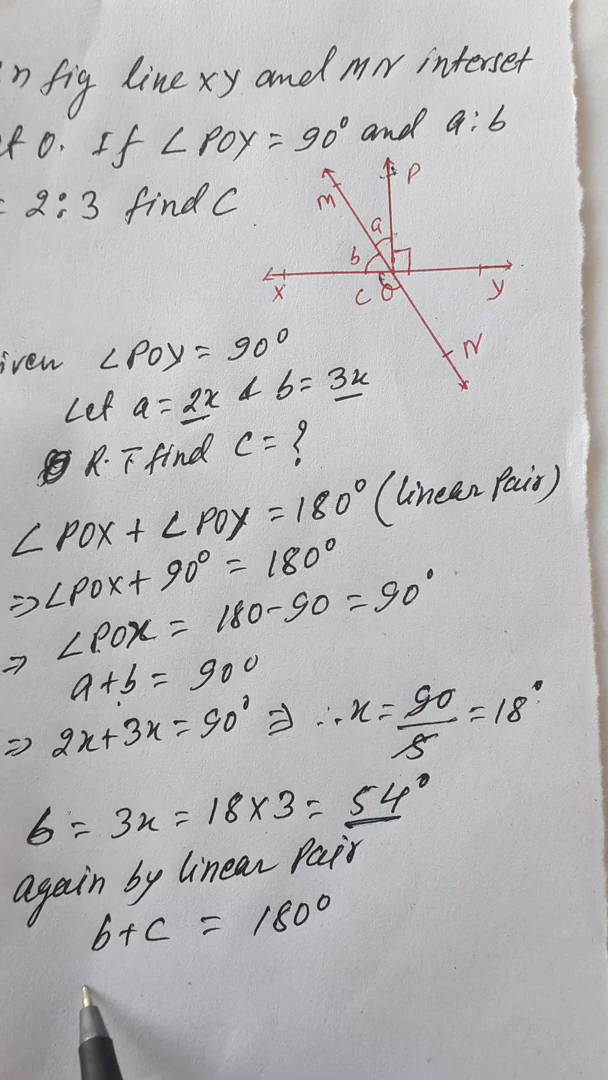 n fig line xy and MN interset
t O. If ∠POY = 90° and a:b
= 2:3 find C
M
P
a
b
X
C
O
Y
N
iven ∠POY = 90°
Let a = 2x & b = 3x
R.T find C = ?
∠POX + ∠POY = 180° (linear Pair)
⇒ ∠POX + 90° = 180°
⇒ ∠POX = 180-90 = 90°
a+b = 90°
⇒ 2x+3x = 90° ⇒ ∴ x = 90/5 = 18°
b = 3x = 18×3 = 54°
again by linear Pair
b+c = 180°